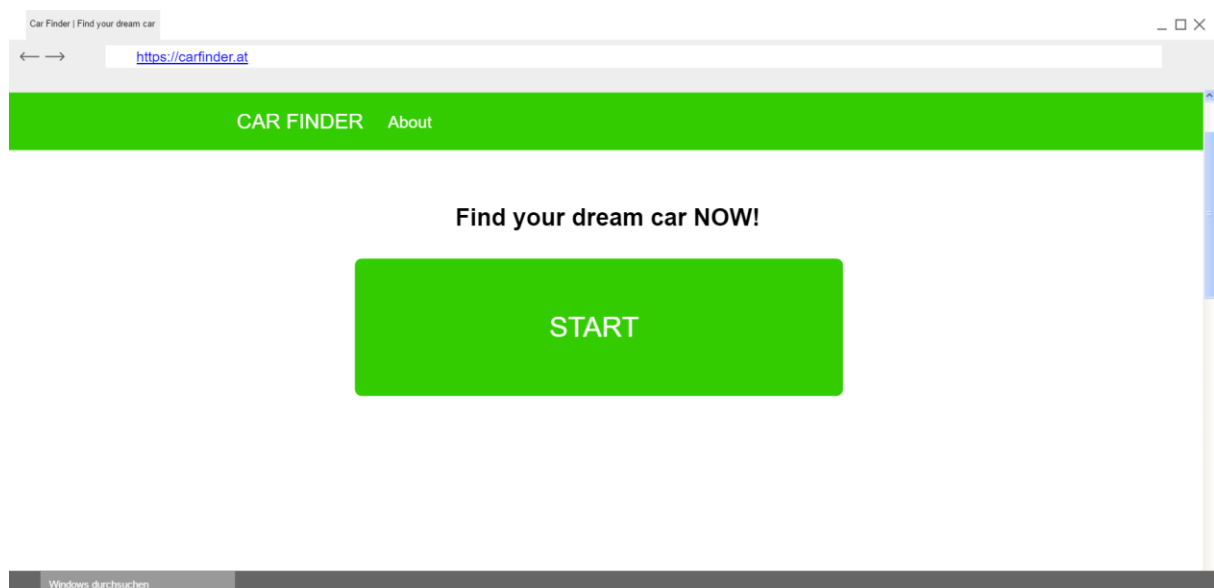 Car Finder | Find your dream car
https://carfinder.at
CAR FINDER About
Find your dream car NOW!
START
Windows durchsuchen